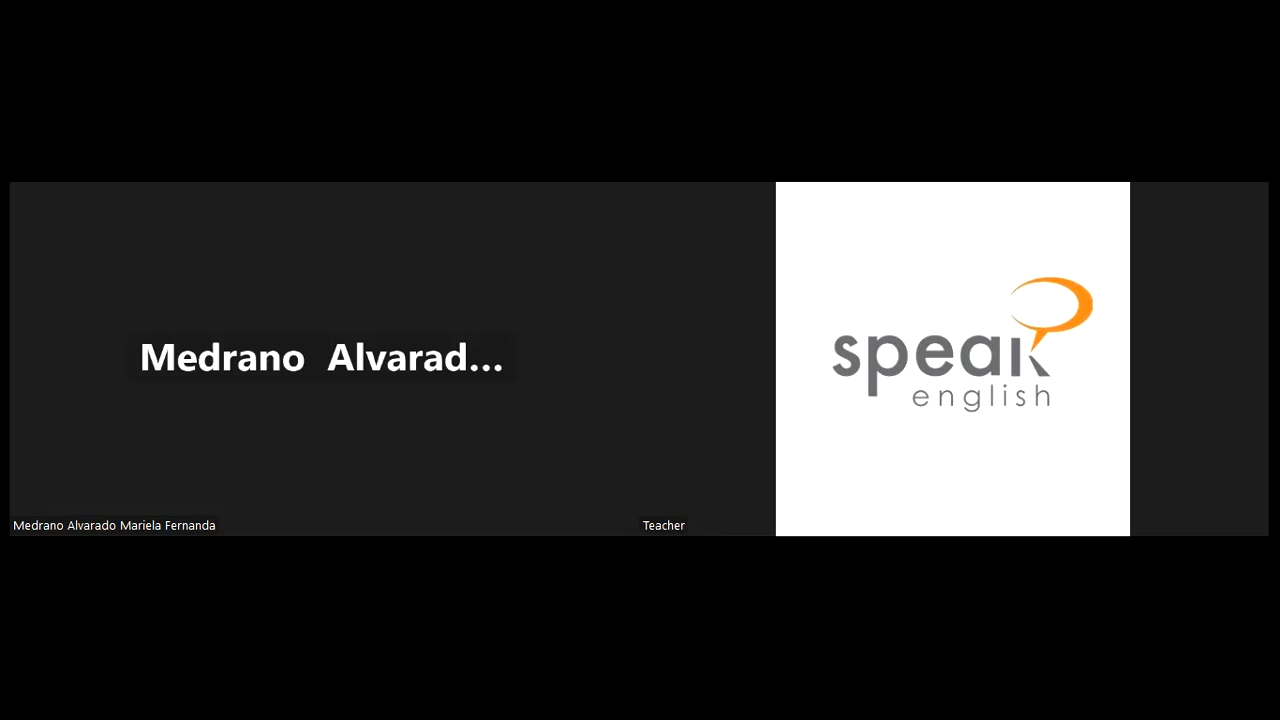 Medrano Alvarad...
speak
english
Medrano Alvarado Mariela Fernanda
Teacher